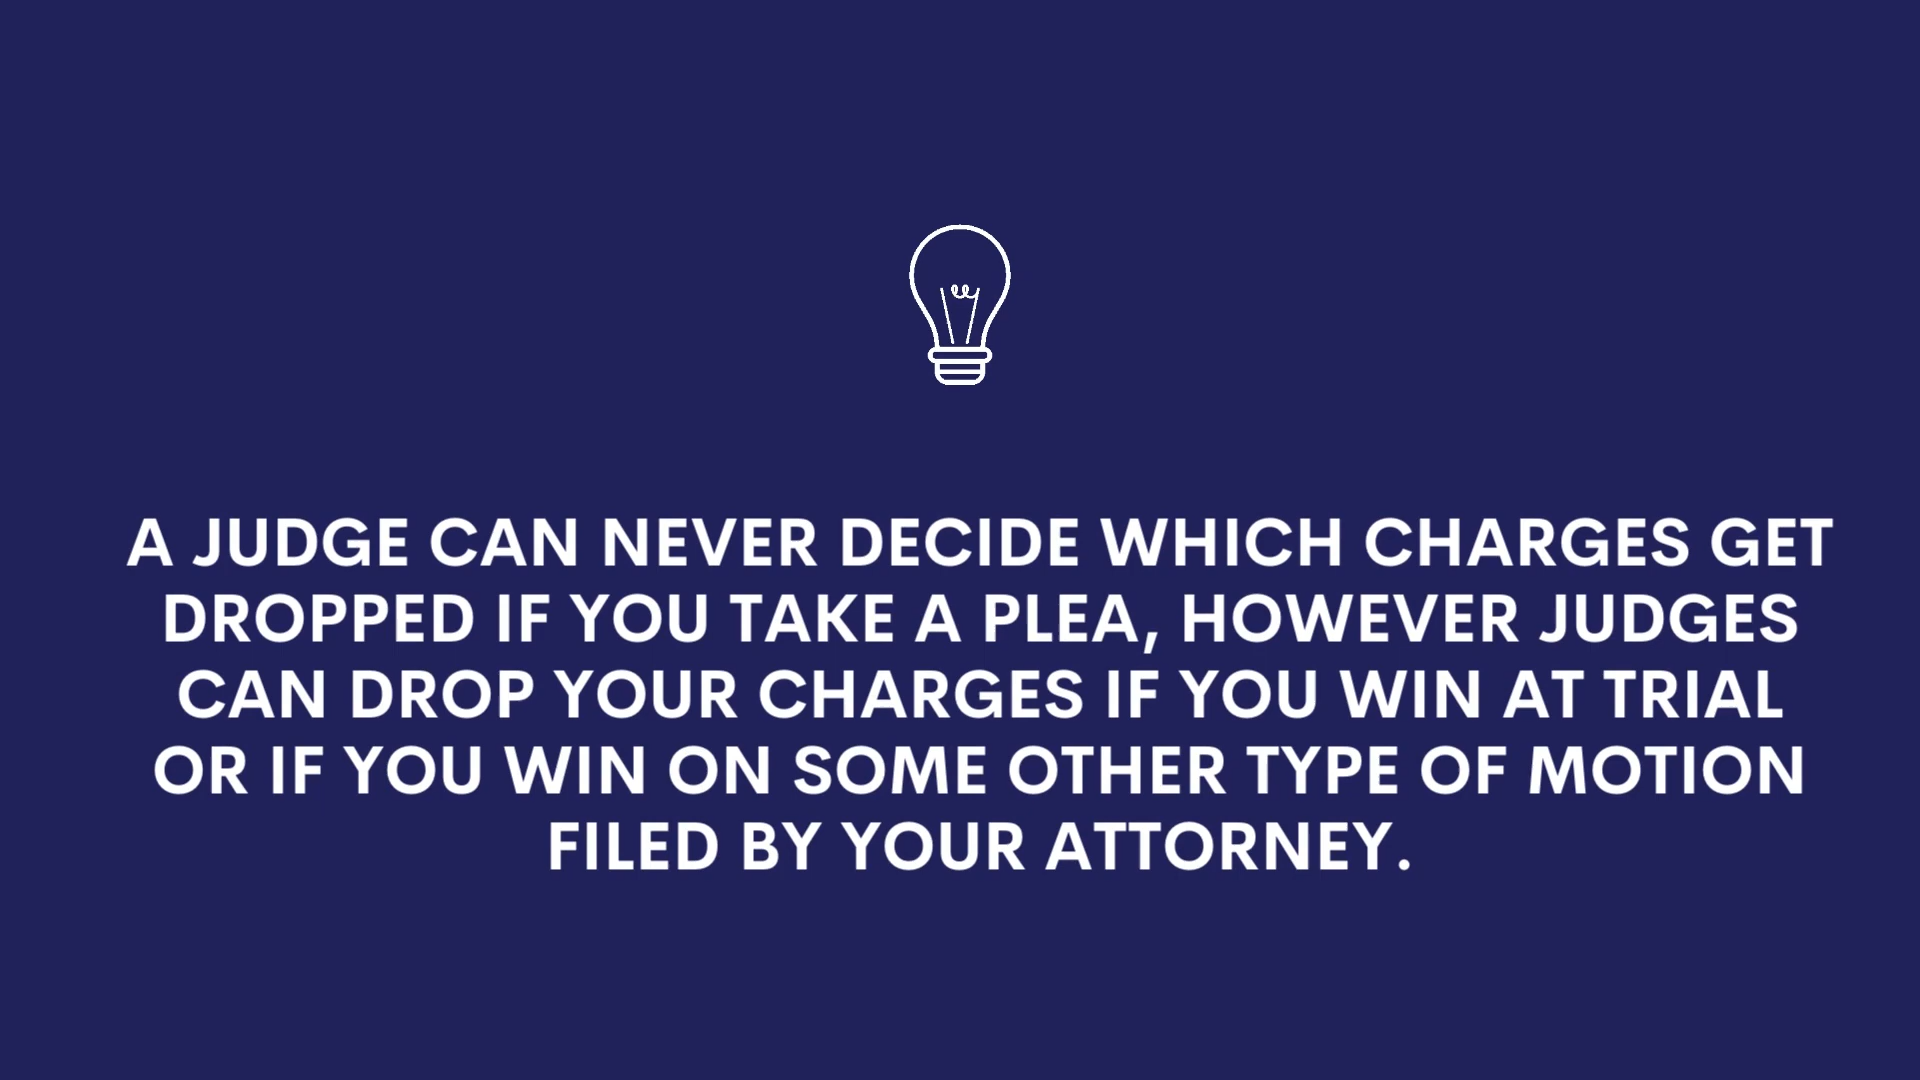 A JUDGE CAN NEVER DECIDE WHICH CHARGES GET
DROPPED IF YOU TAKE A PLEA, HOWEVER JUDGES
CAN DROP YOUR CHARGES IF YOU WIN AT TRIAL
OR IF YOU WIN ON SOME OTHER TYPE OF MOTION
FILED BY YOUR ATTORNEY.